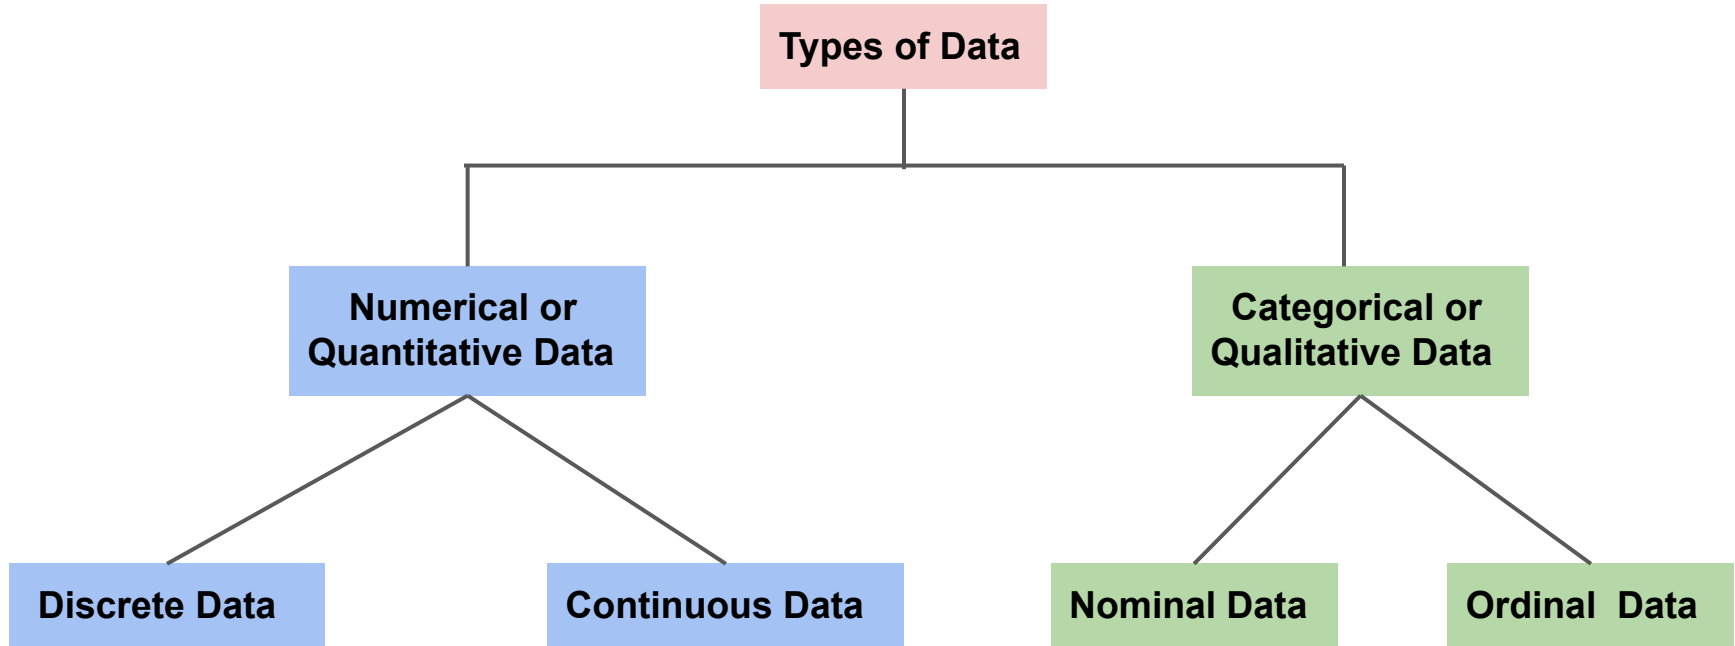 Types of Data
Numerical or
Quantitative Data
Categorical or
Qualitative Data
Discrete Data
Continuous Data
Nominal Data
Ordinal  Data